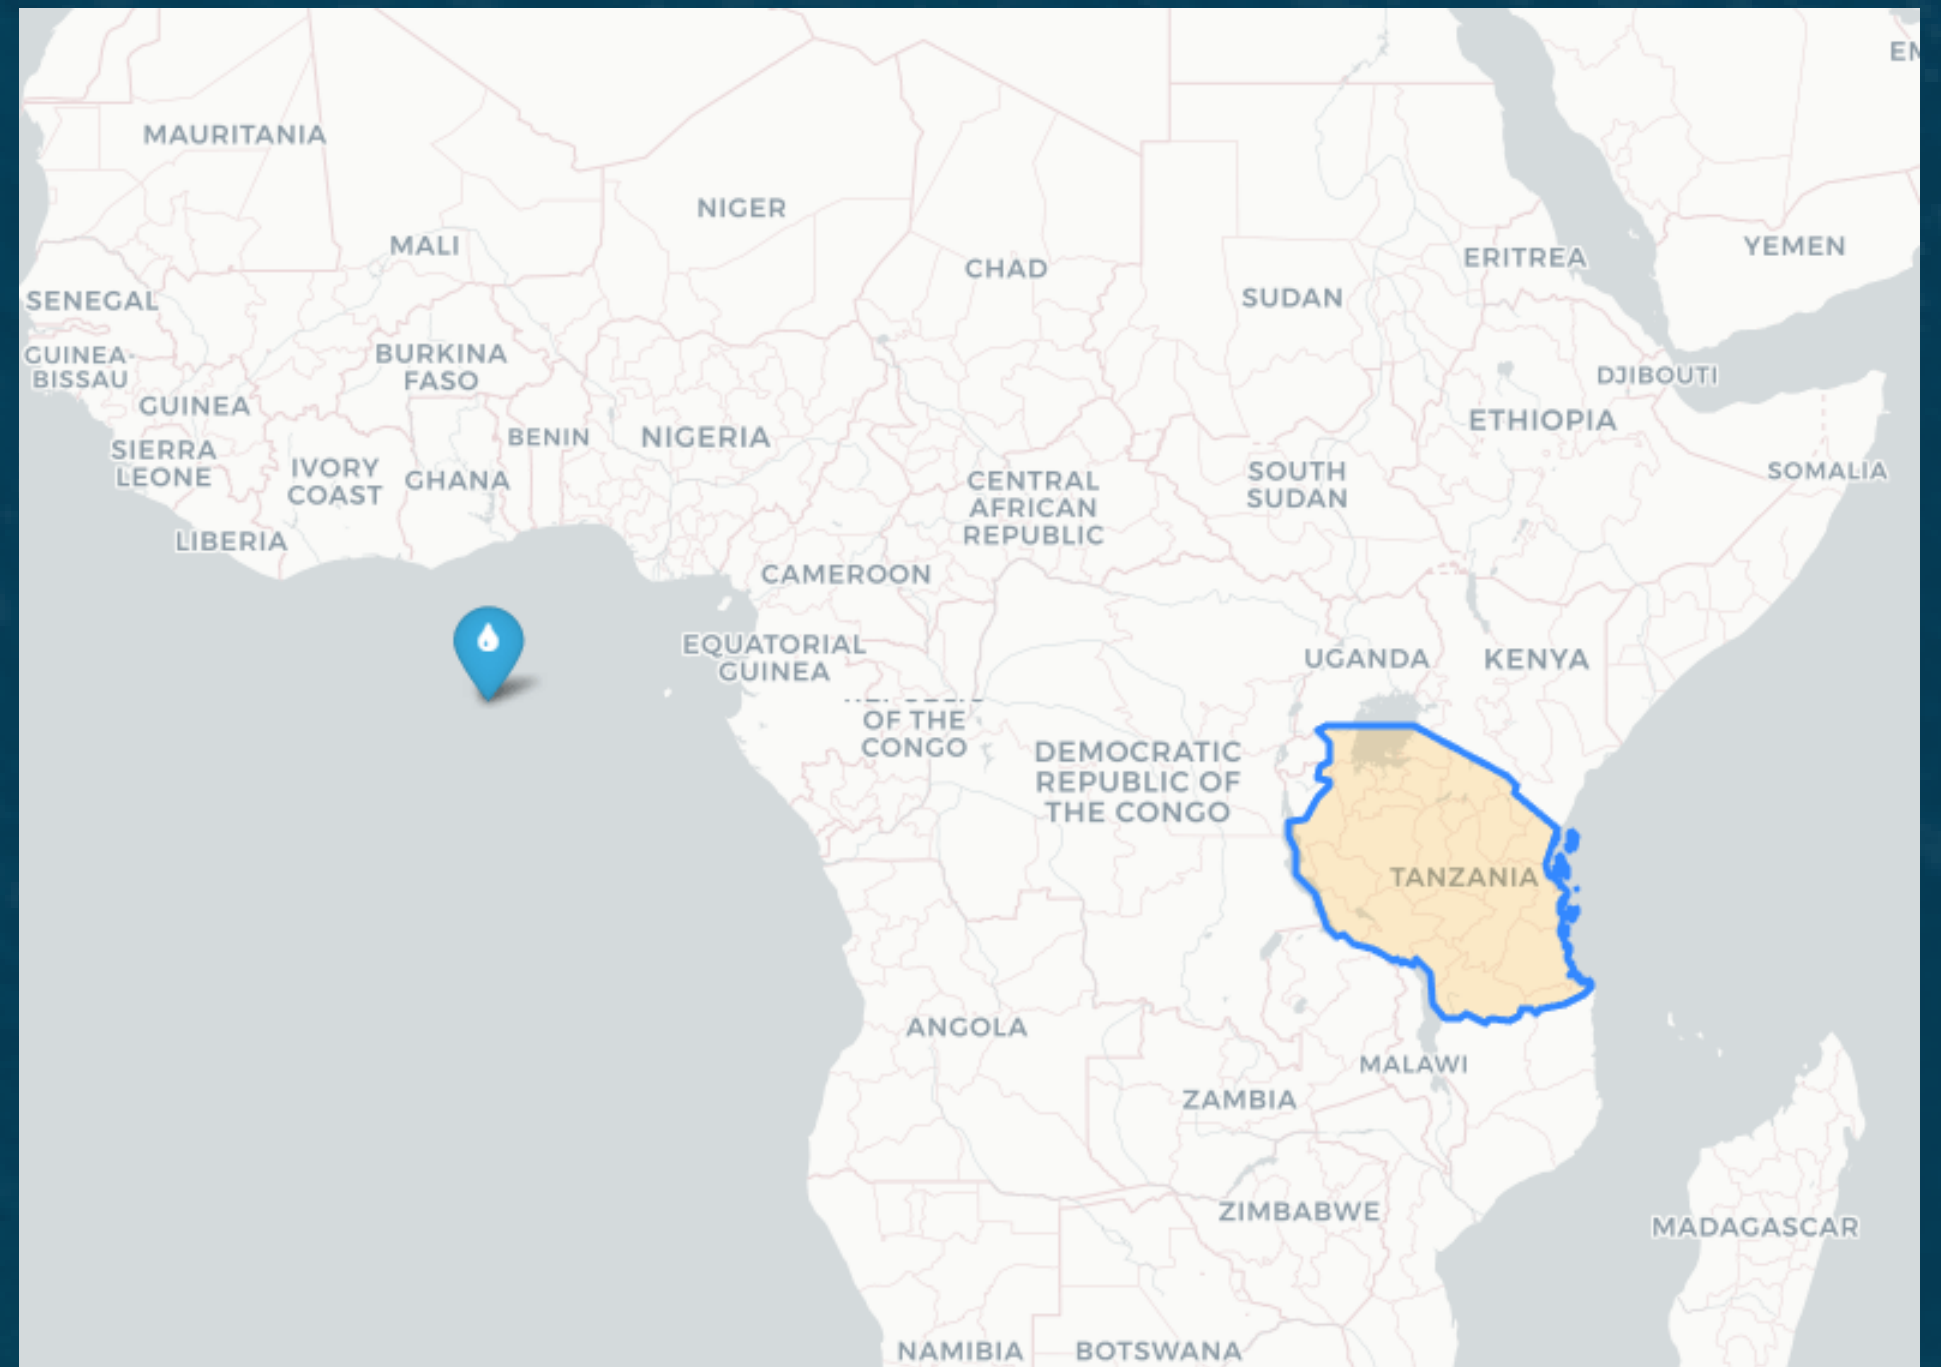 EM
MAURITANIA
NIGER
MALI
CHAD
ERITREA
YEMEN
SUDAN
SENEGAL
GUINEA-
BISSAU
BURKINA
FASO
DJIBOUTI
GUINEA
ETHIOPIA
BENIN
NIGERIA
SIERRA
LEONE
IVORY
COAST
GHANA
CENTRAL
AFRICAN
REPUBLIC
SOUTH
SUDAN
SOMALIA
LIBERIA
CAMEROON
EQUATORIAL
GUINEA
UGANDA
KENYA
OF THE
CONGO
DEMOCRATIC
REPUBLIC OF
THE CONGO
TANZANIA
ANGOLA
MALAWI
ZAMBIA
ZIMBABWE
MADAGASCAR
NAMIBIA
BOTSWANA